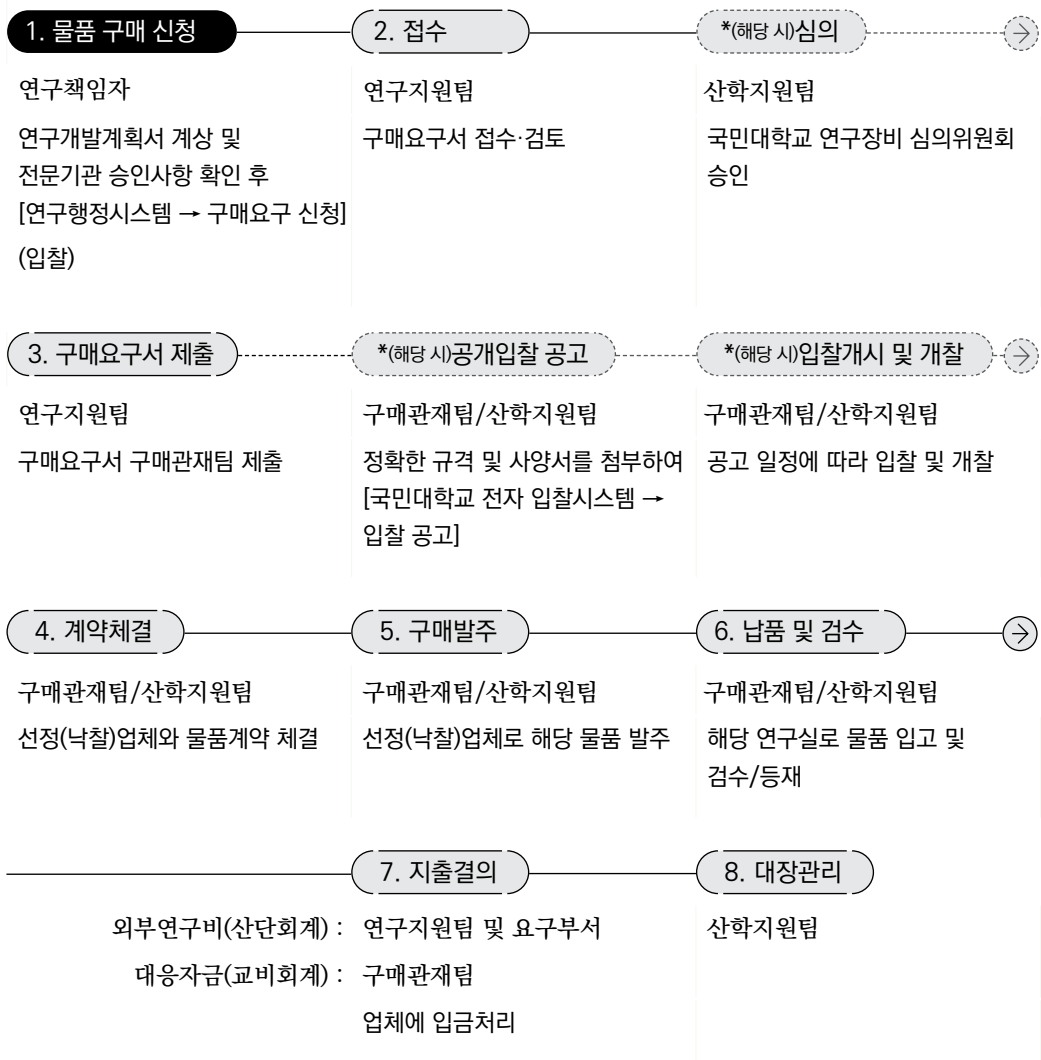 1. 물품 구매 신청
2. 접수
*(해당 시)심의
연구책임자
연구지원팀
산학지원팀
연구개발계획서 계상 및
전문기관 승인사항 확인 후
[연구행정시스템 → 구매요구 신청]
(입찰)
구매요구서 접수·검토
국민대학교 연구장비 심의위원회
승인
3. 구매요구서 제출
*(해당 시)공개입찰 공고
*(해당 시)입찰개시 및 개찰
연구지원팀
구매요구서 구매관재팀 제출
구매관재팀/산학지원팀
정확한 규격 및 사양서를 첨부하여
[국민대학교 전자 입찰시스템 →
입찰 공고]
구매관재팀/산학지원팀
공고 일정에 따라 입찰 및 개찰
4. 계약체결
5. 구매발주
6. 납품 및 검수
구매관재팀/산학지원팀
선정(낙찰)업체와 물품계약 체결
구매관재팀/산학지원팀
선정(낙찰)업체로 해당 물품 발주
구매관재팀/산학지원팀
해당 연구실로 물품 입고 및
검수/등재
7. 지출결의
8. 대장관리
외부연구비(산단회계) : 연구지원팀 및 요구부서
대응자금(교비회계) : 구매관재팀
업체에 입금처리
산학지원팀